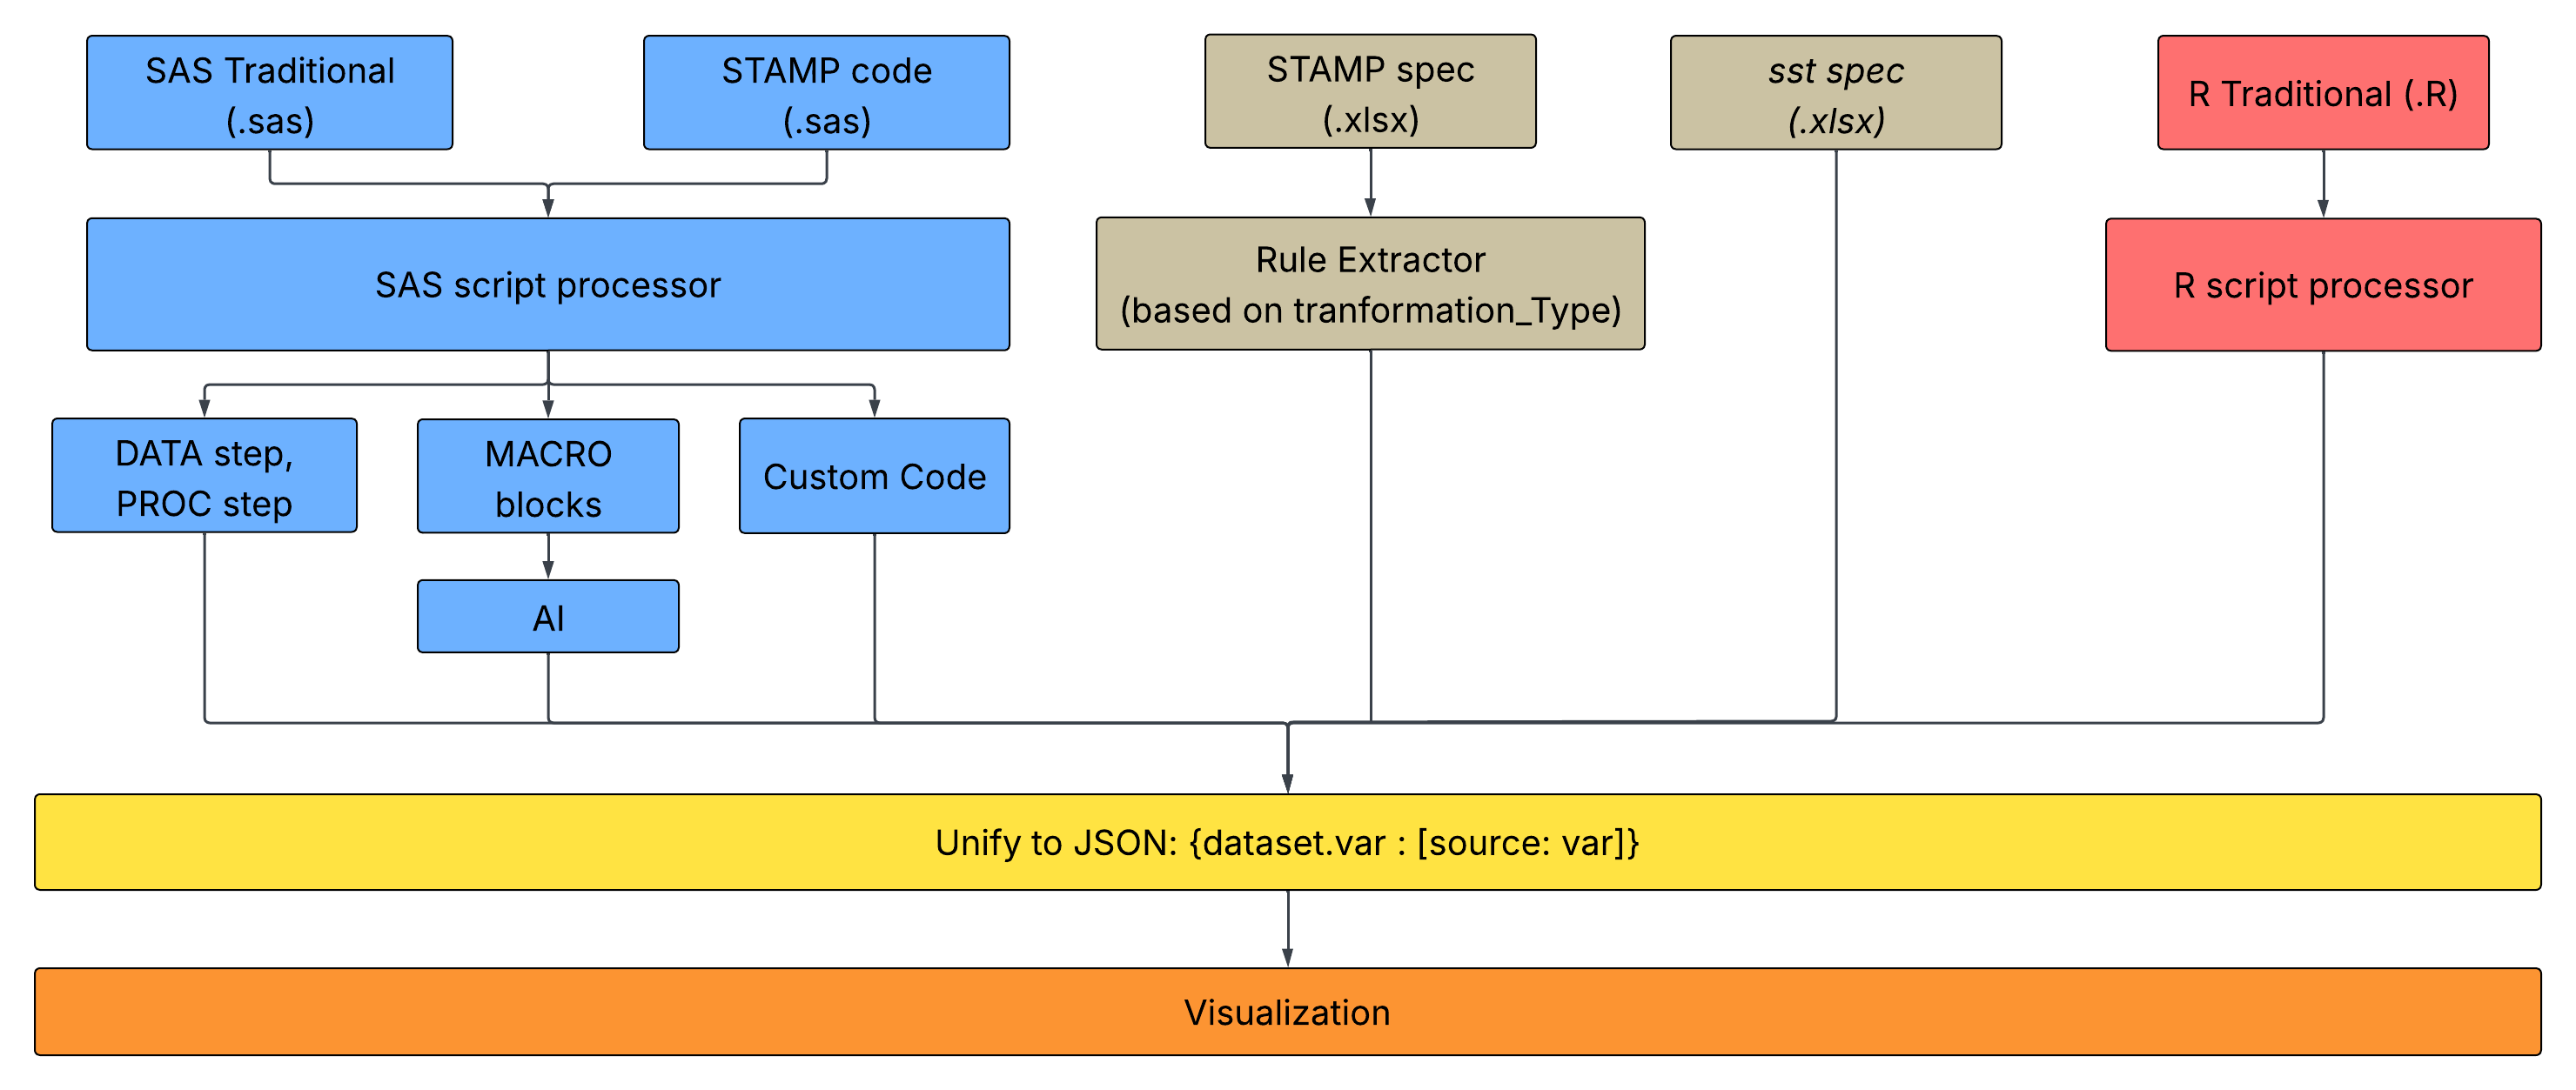 SAS Traditional
(.sas)
STAMP code
(.sas)
STAMP spec
(.xlsx)
sst spec
(.xlsx)
R Traditional (.R)
SAS script processor
Rule Extractor
(based on tranformation_Type)
R script processor
DATA step,
PROC step
MACRO
blocks
Custom Code
AI
Unify to JSON: {dataset.var : [source: var]}
Visualization